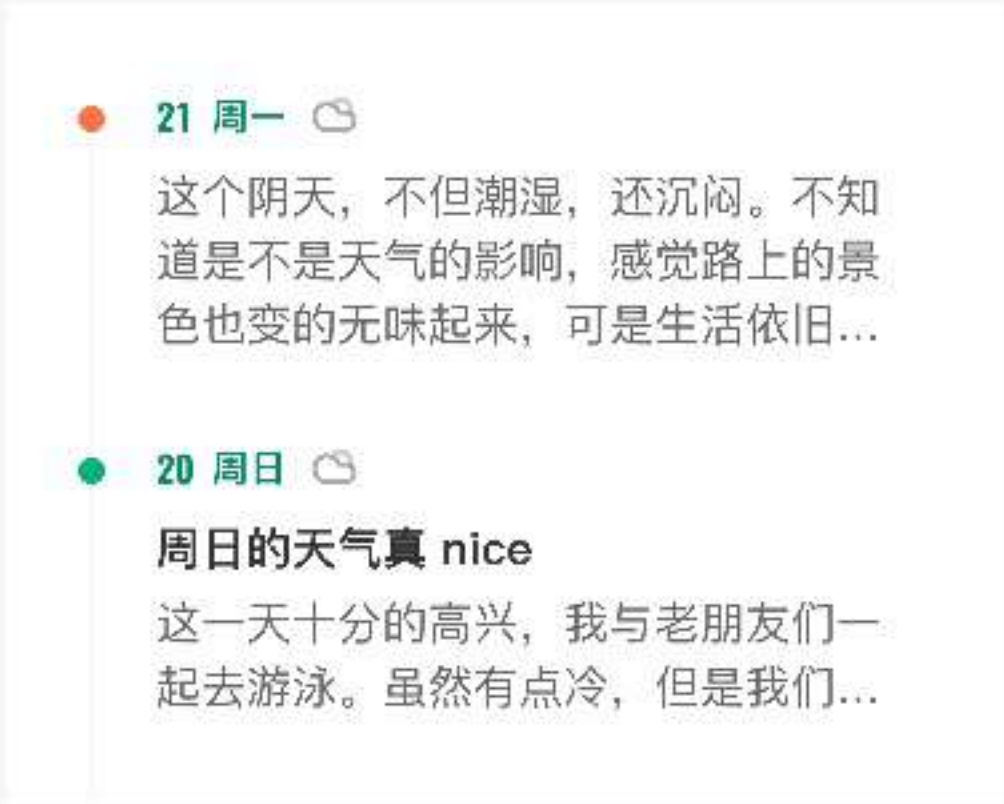 21 周一
这个阴天，不但潮湿，还沉闷。不知
道是不是天气的影响，感觉路上的景
色也变的无味起来，可是生活依旧...
20 周日
周日的天气真 nice
这一天十分的高兴，我与老朋友们一
起去游泳。虽然有点冷，但是我们...